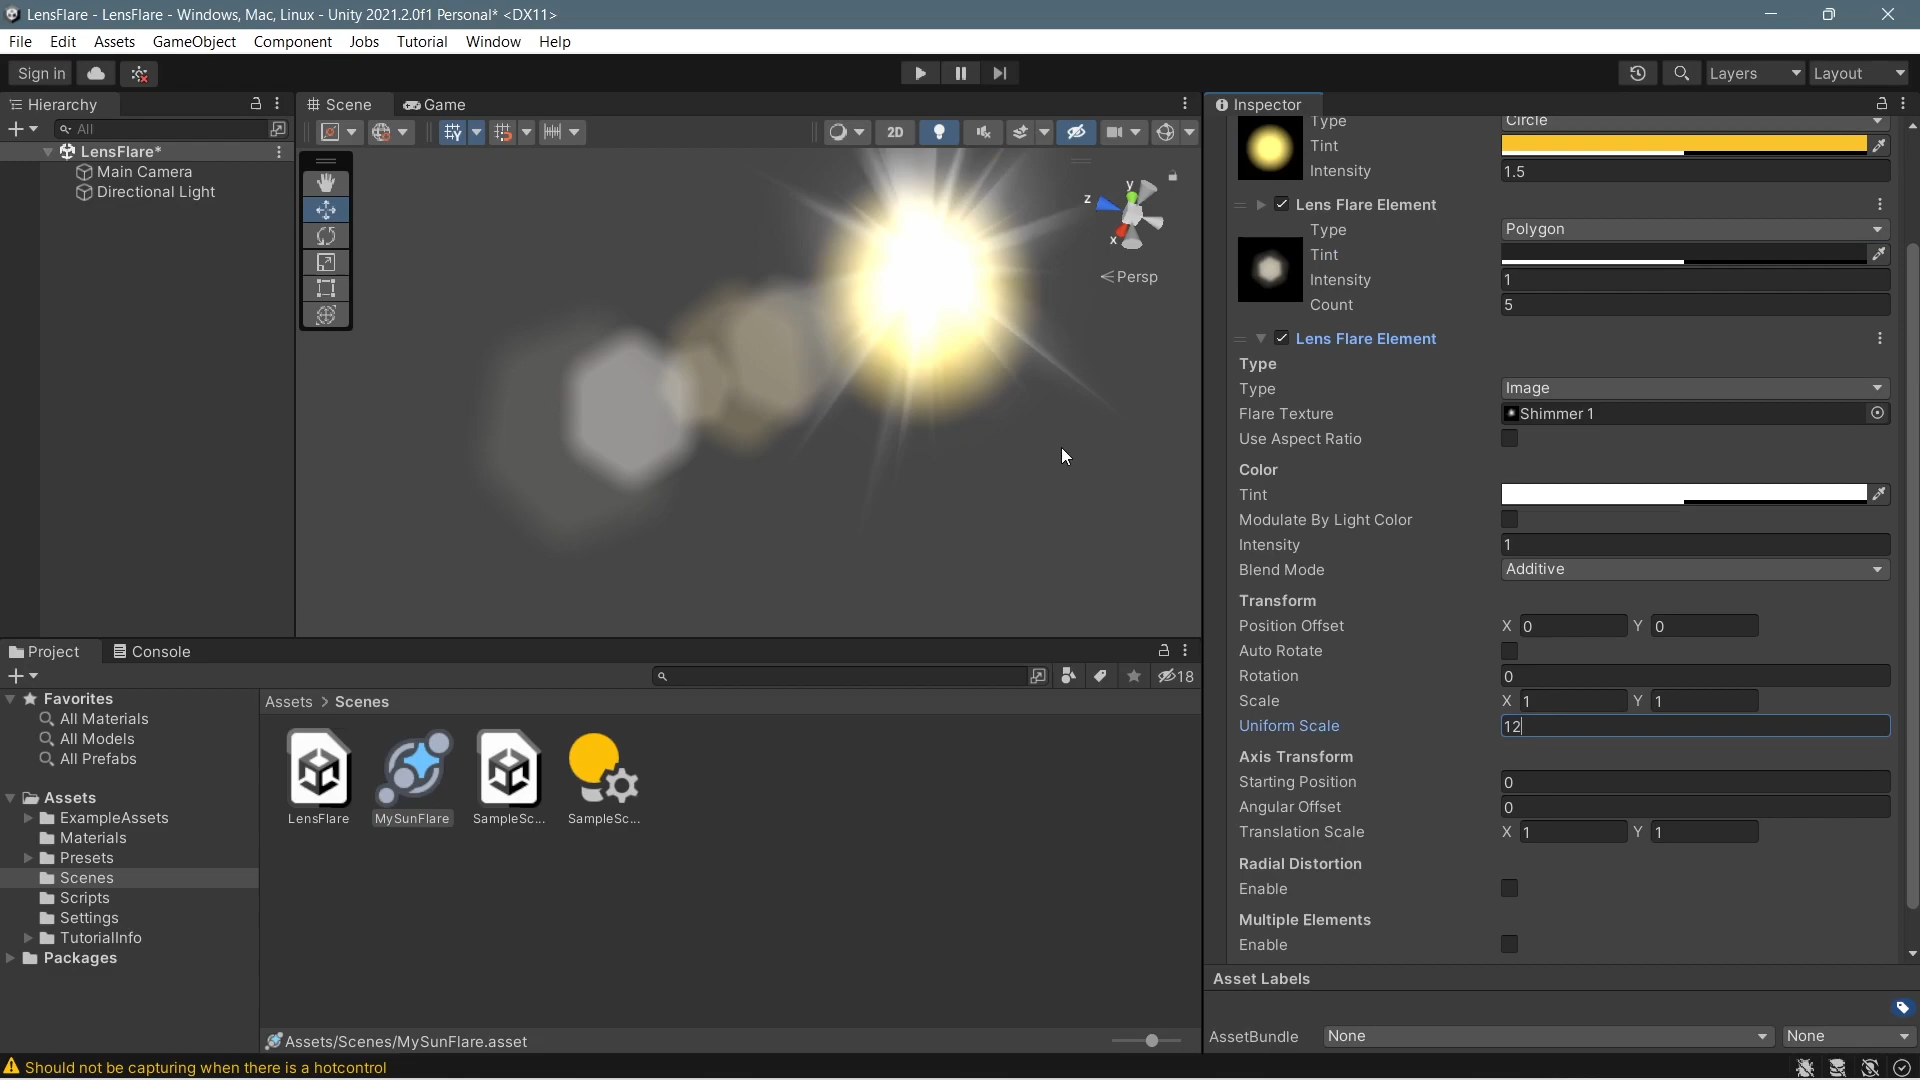 LensFlare - LensFlare - Windows, Mac, Linux - Unity 2021.2.0f1 Personal* <DX11>
File Edit Assets GameObject Component Jobs Tutorial Window Help
Sign in Layers Layout
Hierarchy
All
LensFlare*
Main Camera
Directional Light
Scene Game
2D
y
z
x
Persp
Inspector
Type Circle
Tint
Intensity 1.5
Lens Flare Element
Type Polygon
Tint
Intensity 1
Count 5
Lens Flare Element
Type
Type Image
Flare Texture Shimmer 1
Use Aspect Ratio
Color
Tint
Modulate By Light Color
Intensity 1
Blend Mode Additive
Transform
Position Offset X 0 Y 0
Auto Rotate
Rotation 0
Scale X 1 Y 1
Uniform Scale 12
Axis Transform
Starting Position 0
Angular Offset 0
Translation Scale X 1 Y 1
Radial Distortion
Enable
Multiple Elements
Enable
Asset Labels
AssetBundle None None
Project Console
18
Favorites
All Materials
All Models
All Prefabs
Assets
ExampleAssets
Materials
Presets
Scenes
Scripts
Settings
TutorialInfo
Packages
Assets > Scenes
LensFlare MySunFlare SampleSc... SampleSc...
Assets/Scenes/MySunFlare.asset
Should not be capturing when there is a hotcontrol